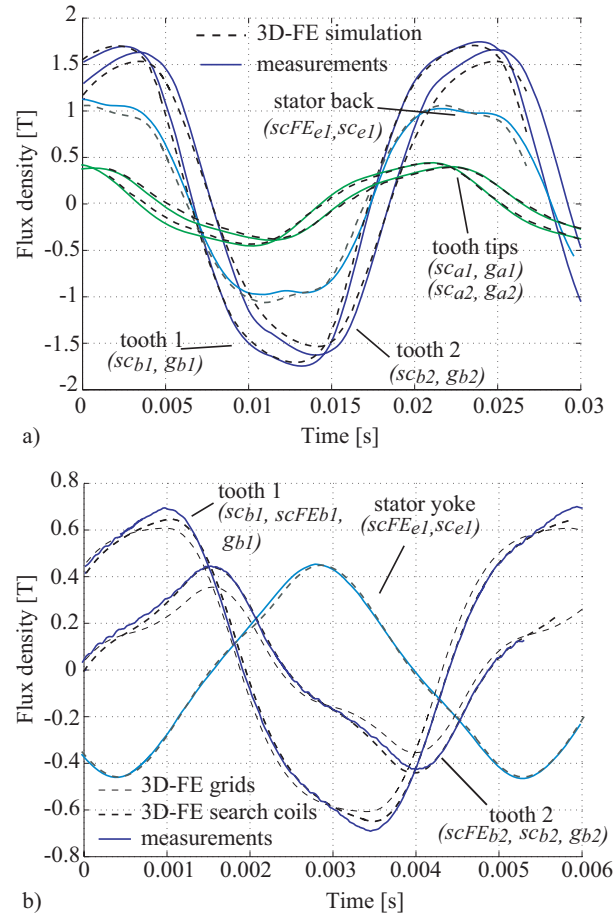 2
1.5
1
0.5
0
-0.5
-1
-1.5
-2
Flux density [T]
3D-FE simulation
measurements
stator back
(scFEe1,sce1)
tooth tips
(sca1, ga1)
(sca2, ga2)
tooth 1
(scb1, gb1)
tooth 2
(scb2, gb2)
0 0.005 0.01 0.015 0.02 0.025 0.03
a)
Time [s]
0.8
0.6
0.4
0.2
0
-0.2
-0.4
-0.6
-0.8
Flux density [T]
tooth 1
(scb1, scFEb1,
gb1)
stator yoke
(scFEe1,sce1)
3D-FE grids
3D-FE search coils
measurements
tooth 2
(scFEb2, scb2, gb2)
0 0.001 0.002 0.003 0.004 0.005 0.006
b)
Time [s]